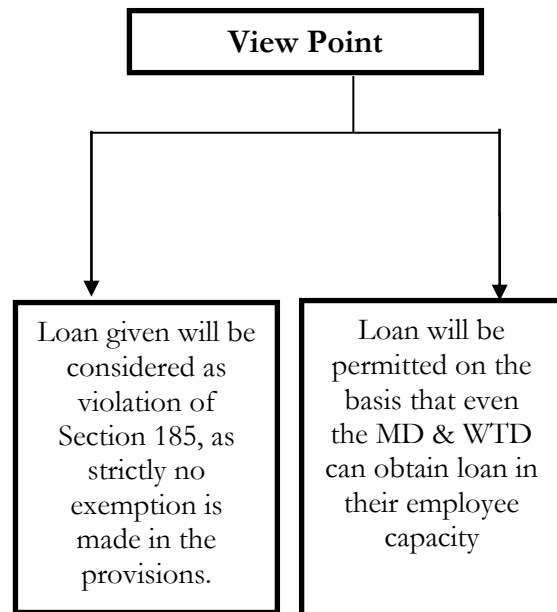 View Point
Loan given will be
considered as
violation of
Section 185, as
strictly no
exemption is
made in the
provisions.
Loan will be
permitted on the
basis that even
the MD & WTD
can obtain loan in
their employee
capacity